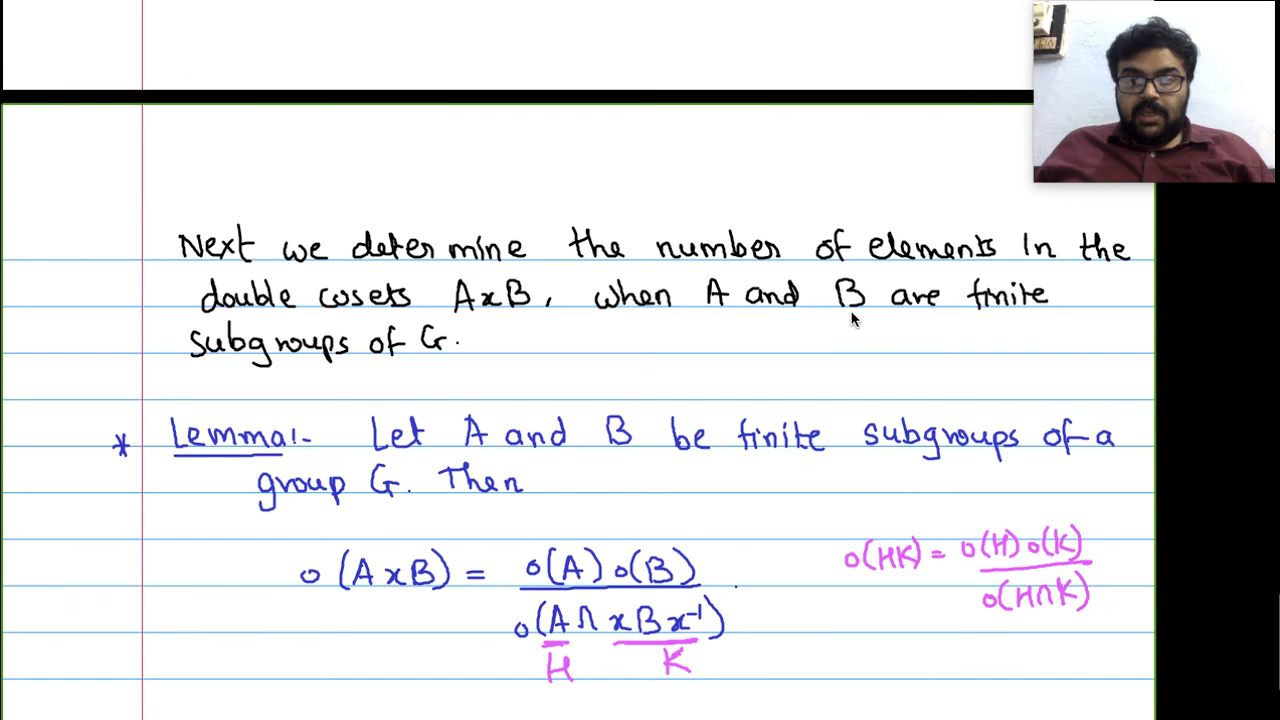 Next we determine the number of elements in the
double cosets AxB, when A and B are finite
subgroups of G.
* Lemma:- Let A and B be finite subgroups of a
group G. Then
o(AxB) = o(A) o(B) / o(A ∩ xBx⁻¹).
H K
o(HK) = o(H) o(K) / o(H∩K)